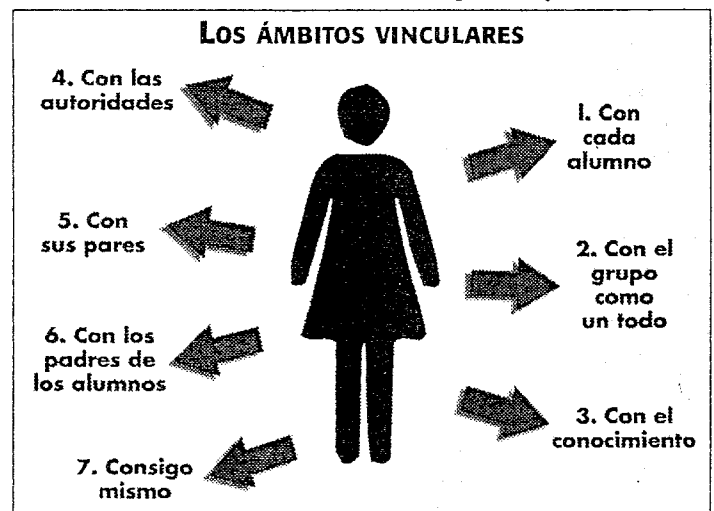 LOS ÁMBITOS VINCULARES
4. Con las
autoridades
1. Con
cada
alumno
5. Con
sus pares
2. Con el
grupo
como
un todo
6. Con los
padres de
los alumnos
3. Con el
conocimiento
7. Consigo
mismo